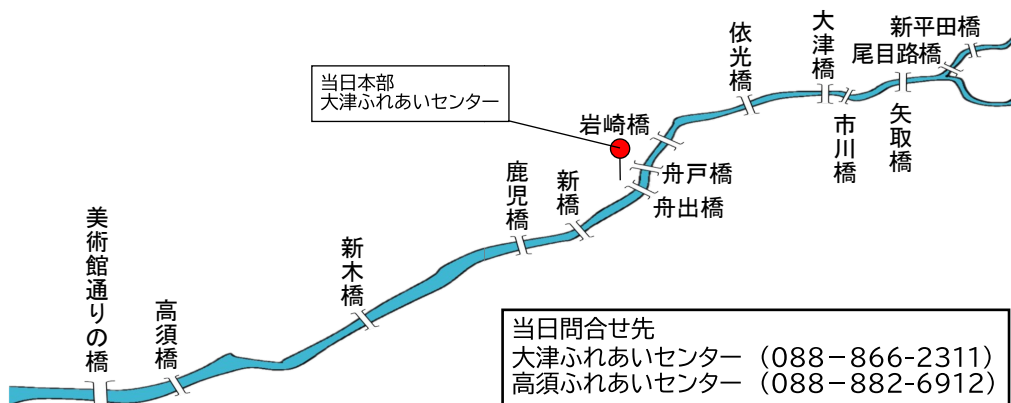 新平田橋
尾目路橋
大津橋
依光橋
市川橋
矢取橋
当日本部
大津ふれあいセンター
岩崎橋
舟戸橋
舟出橋
鹿児橋
新橋
新木橋
美術館通りの橋
高須橋
当日問合せ先
大津ふれあいセンター （088－866-2311）
高須ふれあいセンター （088－882-6912）